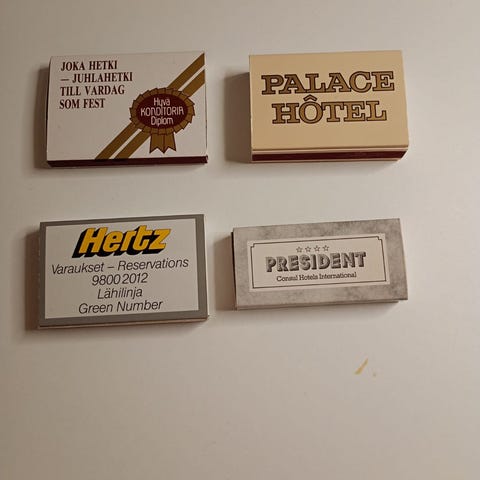 JOKA HETKI
– JUHLAHETKI
TILL VARDAG
SOM FEST
Hyvä
KONDITORIA
Diplom
PALACE
HÔTEL
Hertz
Varaukset – Reservations
9800 2012
Lähilinja
Green Number
PRESIDENT
Consul Hotels International